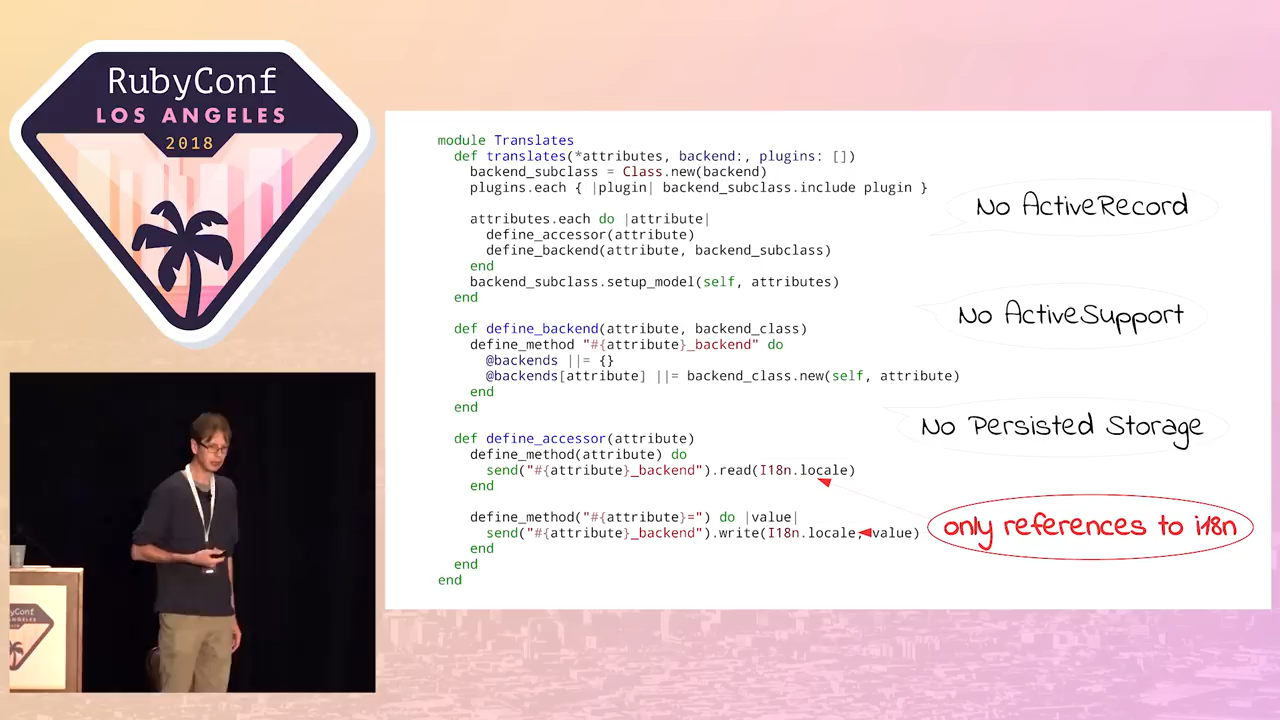 RubyConf
LOS ANGELES
2018
module Translates
  def translates(*attributes, backend:, plugins: [])
    backend_subclass = Class.new(backend)
    plugins.each { |plugin| backend_subclass.include plugin }
    attributes.each do |attribute|
      define_accessor(attribute)
      define_backend(attribute, backend_subclass)
    end
    backend_subclass.setup_model(self, attributes)
  end
  def define_backend(attribute, backend_class)
    define_method "#{attribute}_backend" do
      @backends ||= {}
      @backends[attribute] ||= backend_class.new(self, attribute)
    end
  end
  def define_accessor(attribute)
    define_method(attribute) do
      send("#{attribute}_backend").read(I18n.locale)
    end
    define_method("#{attribute}=") do |value|
      send("#{attribute}_backend").write(I18n.locale, value)
    end
  end
end
No ActiveRecord
No ActiveSupport
No Persisted Storage
only references to i18n